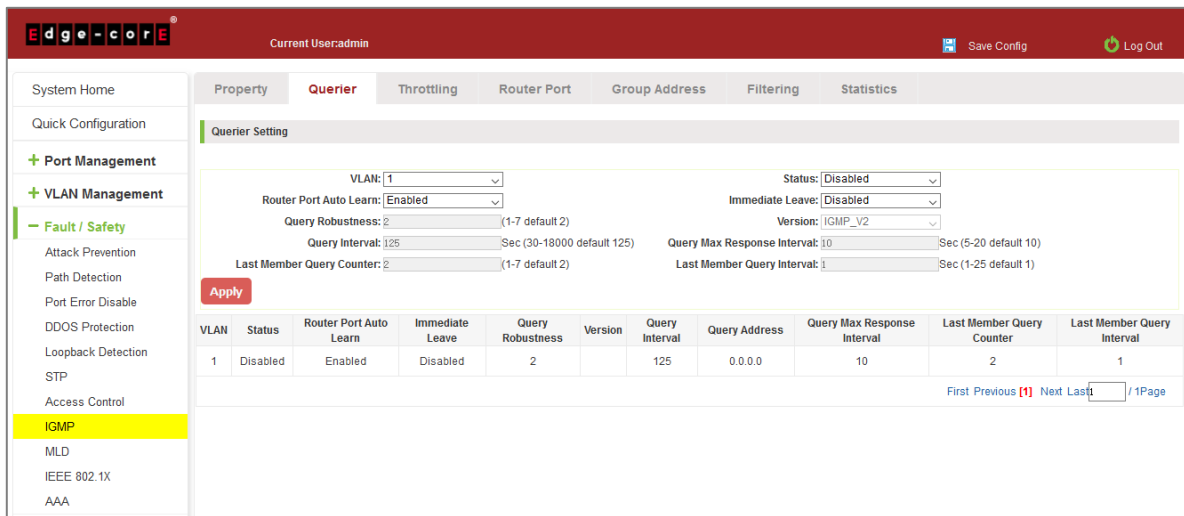 Edge-corE®
Current User:admin
Save Config
Log Out
System Home
Quick Configuration
+ Port Management
+ VLAN Management
− Fault / Safety
Attack Prevention
Path Detection
Port Error Disable
DDOS Protection
Loopback Detection
STP
Access Control
IGMP
MLD
IEEE 802.1X
AAA
Property Querier Throttling Router Port Group Address Filtering Statistics
Querier Setting
VLAN: 1 Status: Disabled
Router Port Auto Learn: Enabled Immediate Leave: Disabled
Query Robustness: 2 (1-7 default 2) Version: IGMP_V2
Query Interval: 125 Sec (30-18000 default 125) Query Max Response Interval: 10 Sec (5-20 default 10)
Last Member Query Counter: 2 (1-7 default 2) Last Member Query Interval: 1 Sec (1-25 default 1)
Apply
VLAN Status Router Port Auto Learn Immediate Leave Query Robustness Version Query Interval Query Address Query Max Response Interval Last Member Query Counter Last Member Query Interval
1 Disabled Enabled Disabled 2 125 0.0.0.0 10 2 1
First Previous [1] Next Last 1 / 1Page